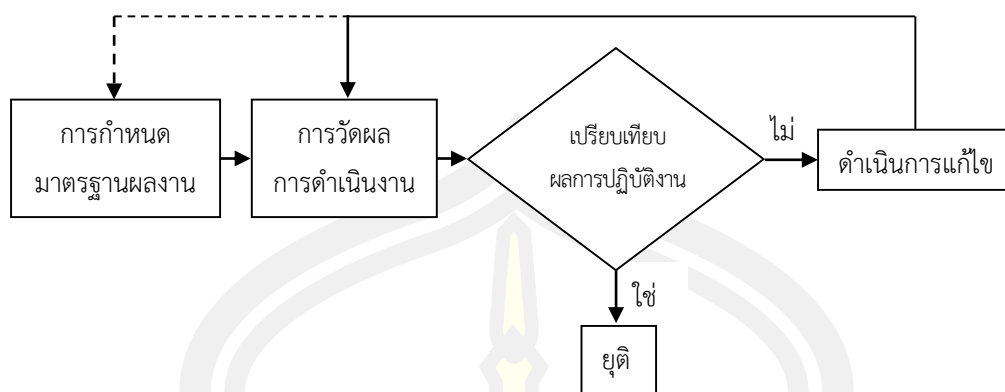 การกำหนด
มาตรฐานผลงาน
การวัดผล
การดำเนินงาน
เปรียบเทียบ
ผลการปฏิบัติงาน
ไม่
ดำเนินการแก้ไข
ใช่
ยุติ